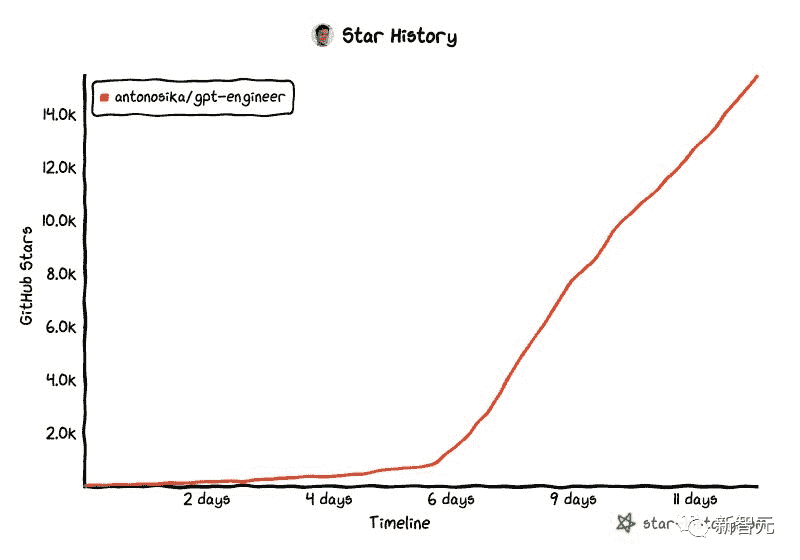 Star History
antonosika/gpt-engineer
14.0k
12.0k
10.0k
8.0k
6.0k
4.0k
2.0k
GitHub Stars
2 days
4 days
6 days
9 days
11 days
Timeline
新智元